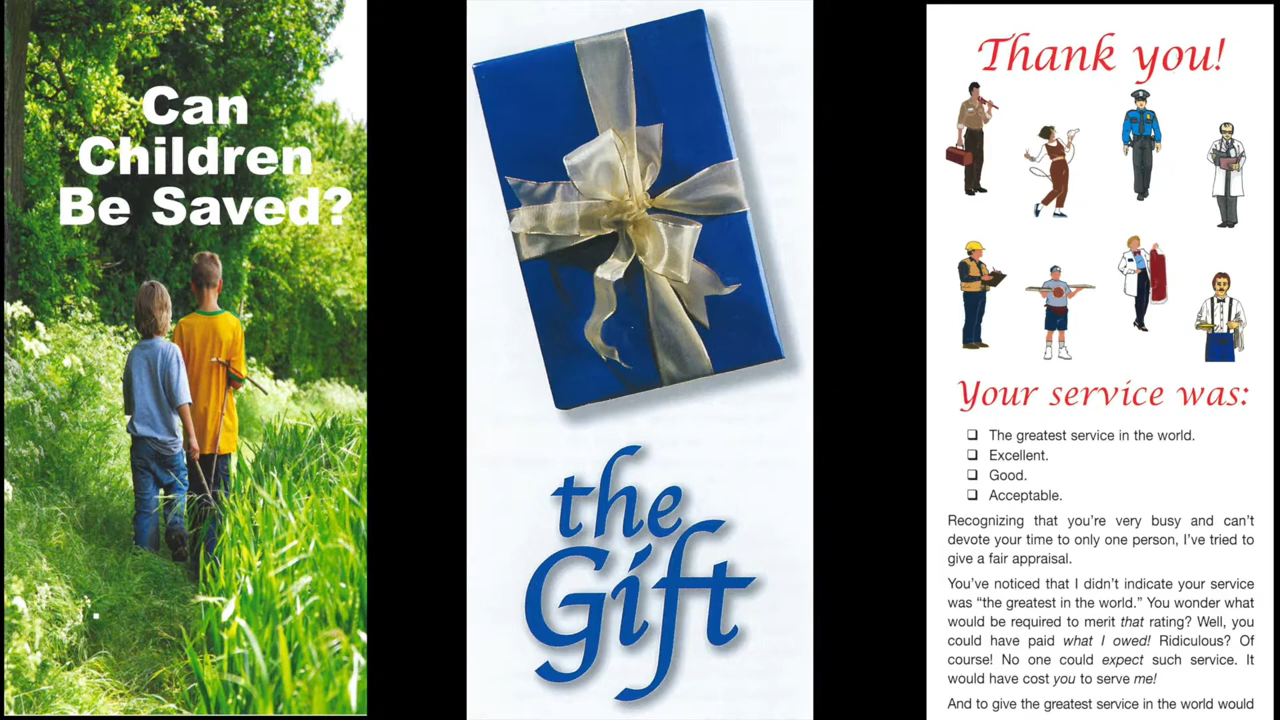 Can
Children
Be Saved?
the
Gift
Thank you!
Your service was:
❑ The greatest service in the world.
❑ Excellent.
❑ Good.
❑ Acceptable.
Recognizing that you’re very busy and can’t
devote your time to only one person, I’ve tried to
give a fair appraisal.
You’ve noticed that I didn’t indicate your service
was “the greatest in the world.” You wonder what
would be required to merit that rating? Well, you
could have paid what I owed! Ridiculous? Of
course! No one could expect such service. It
would have cost you to serve me!
And to give the greatest service in the world would